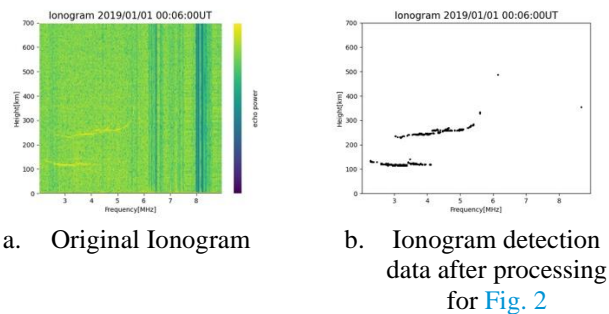 Ionogram 2019/01/01 00:06:00UT
700
600
500
400
300
200
100
0
Height[km]
3 4 5 6 7 8
Frequency[MHz]
echo power
Ionogram 2019/01/01 00:06:00UT
700
600
500
400
300
200
100
0
Height[km]
3 4 5 6 7 8
Frequency[MHz]
a. Original Ionogram
b. Ionogram detection
data after processing
for Fig. 2